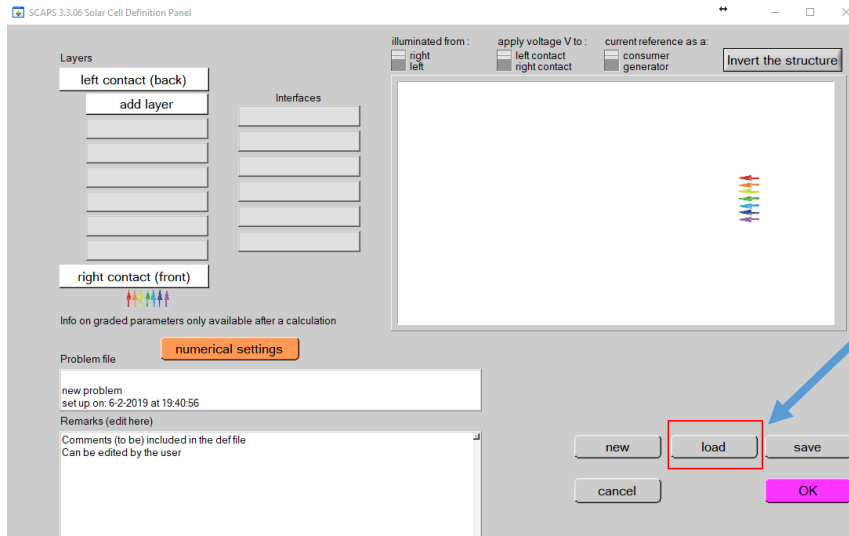 SCAPS 3.3.06 Solar Cell Definition Panel
illuminated from :
right
left
apply voltage V to :
left contact
right contact
current reference as a:
consumer
generator
Invert the structure
Layers
left contact (back)
add layer
Interfaces
right contact (front)
Info on graded parameters only available after a calculation
numerical settings
Problem file
new problem
set up on: 6-2-2019 at 19:40:56
Remarks (edit here)
Comments (to be) included in the def file
Can be edited by the user
new
load
save
cancel
OK